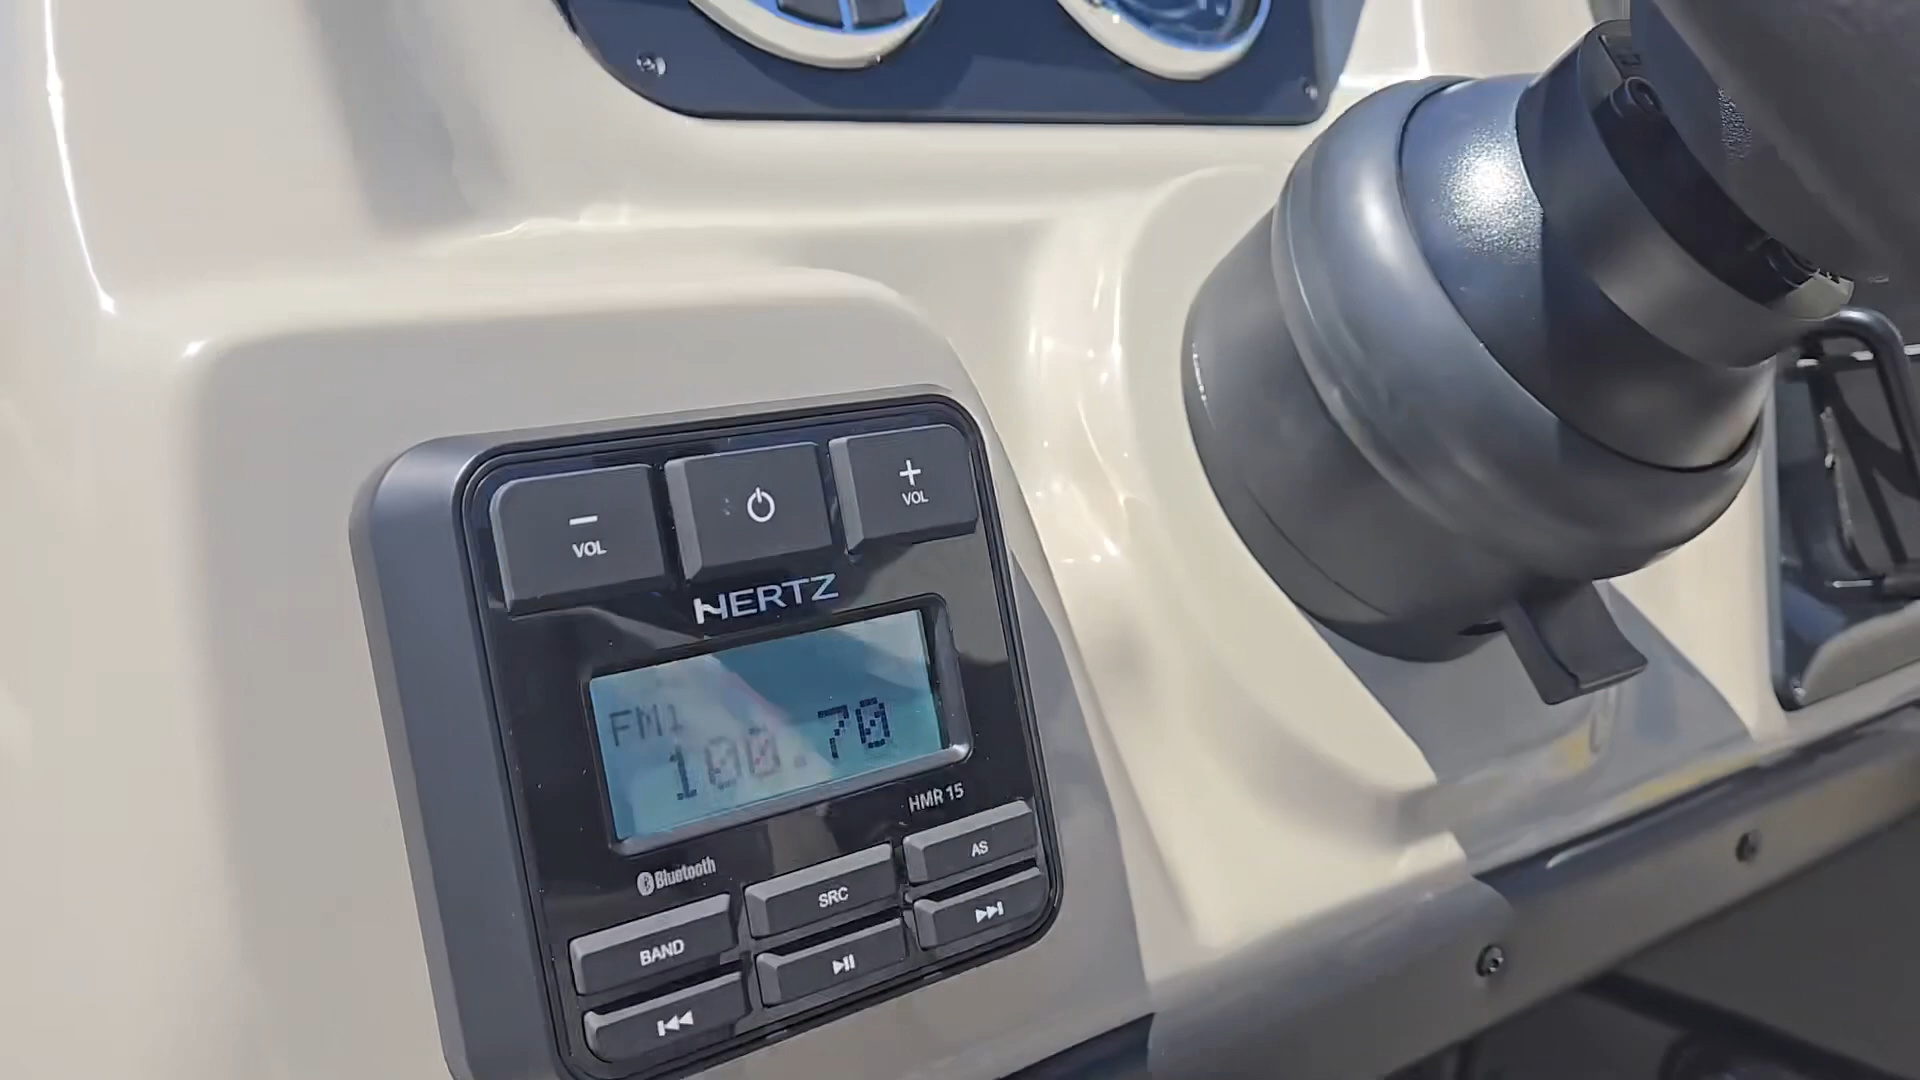 − VOL
+ VOL
HERTZ
FM1
100.70
HMR 15
Bluetooth
BAND
SRC
AS